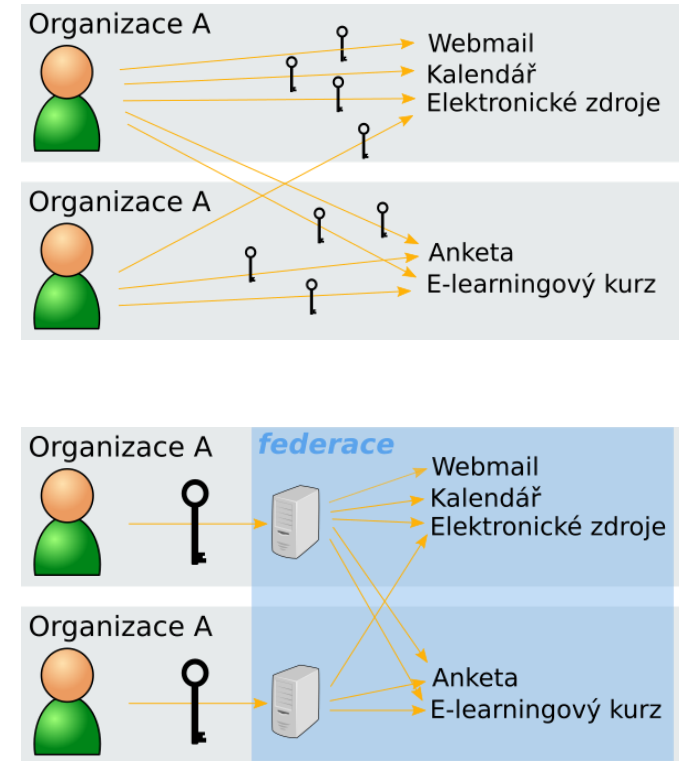 Organizace A
Webmail
Kalendář
Elektronické zdroje
Organizace A
Anketa
E-learningový kurz
Organizace A
federace
Webmail
Kalendář
Elektronické zdroje
Organizace A
Anketa
E-learningový kurz